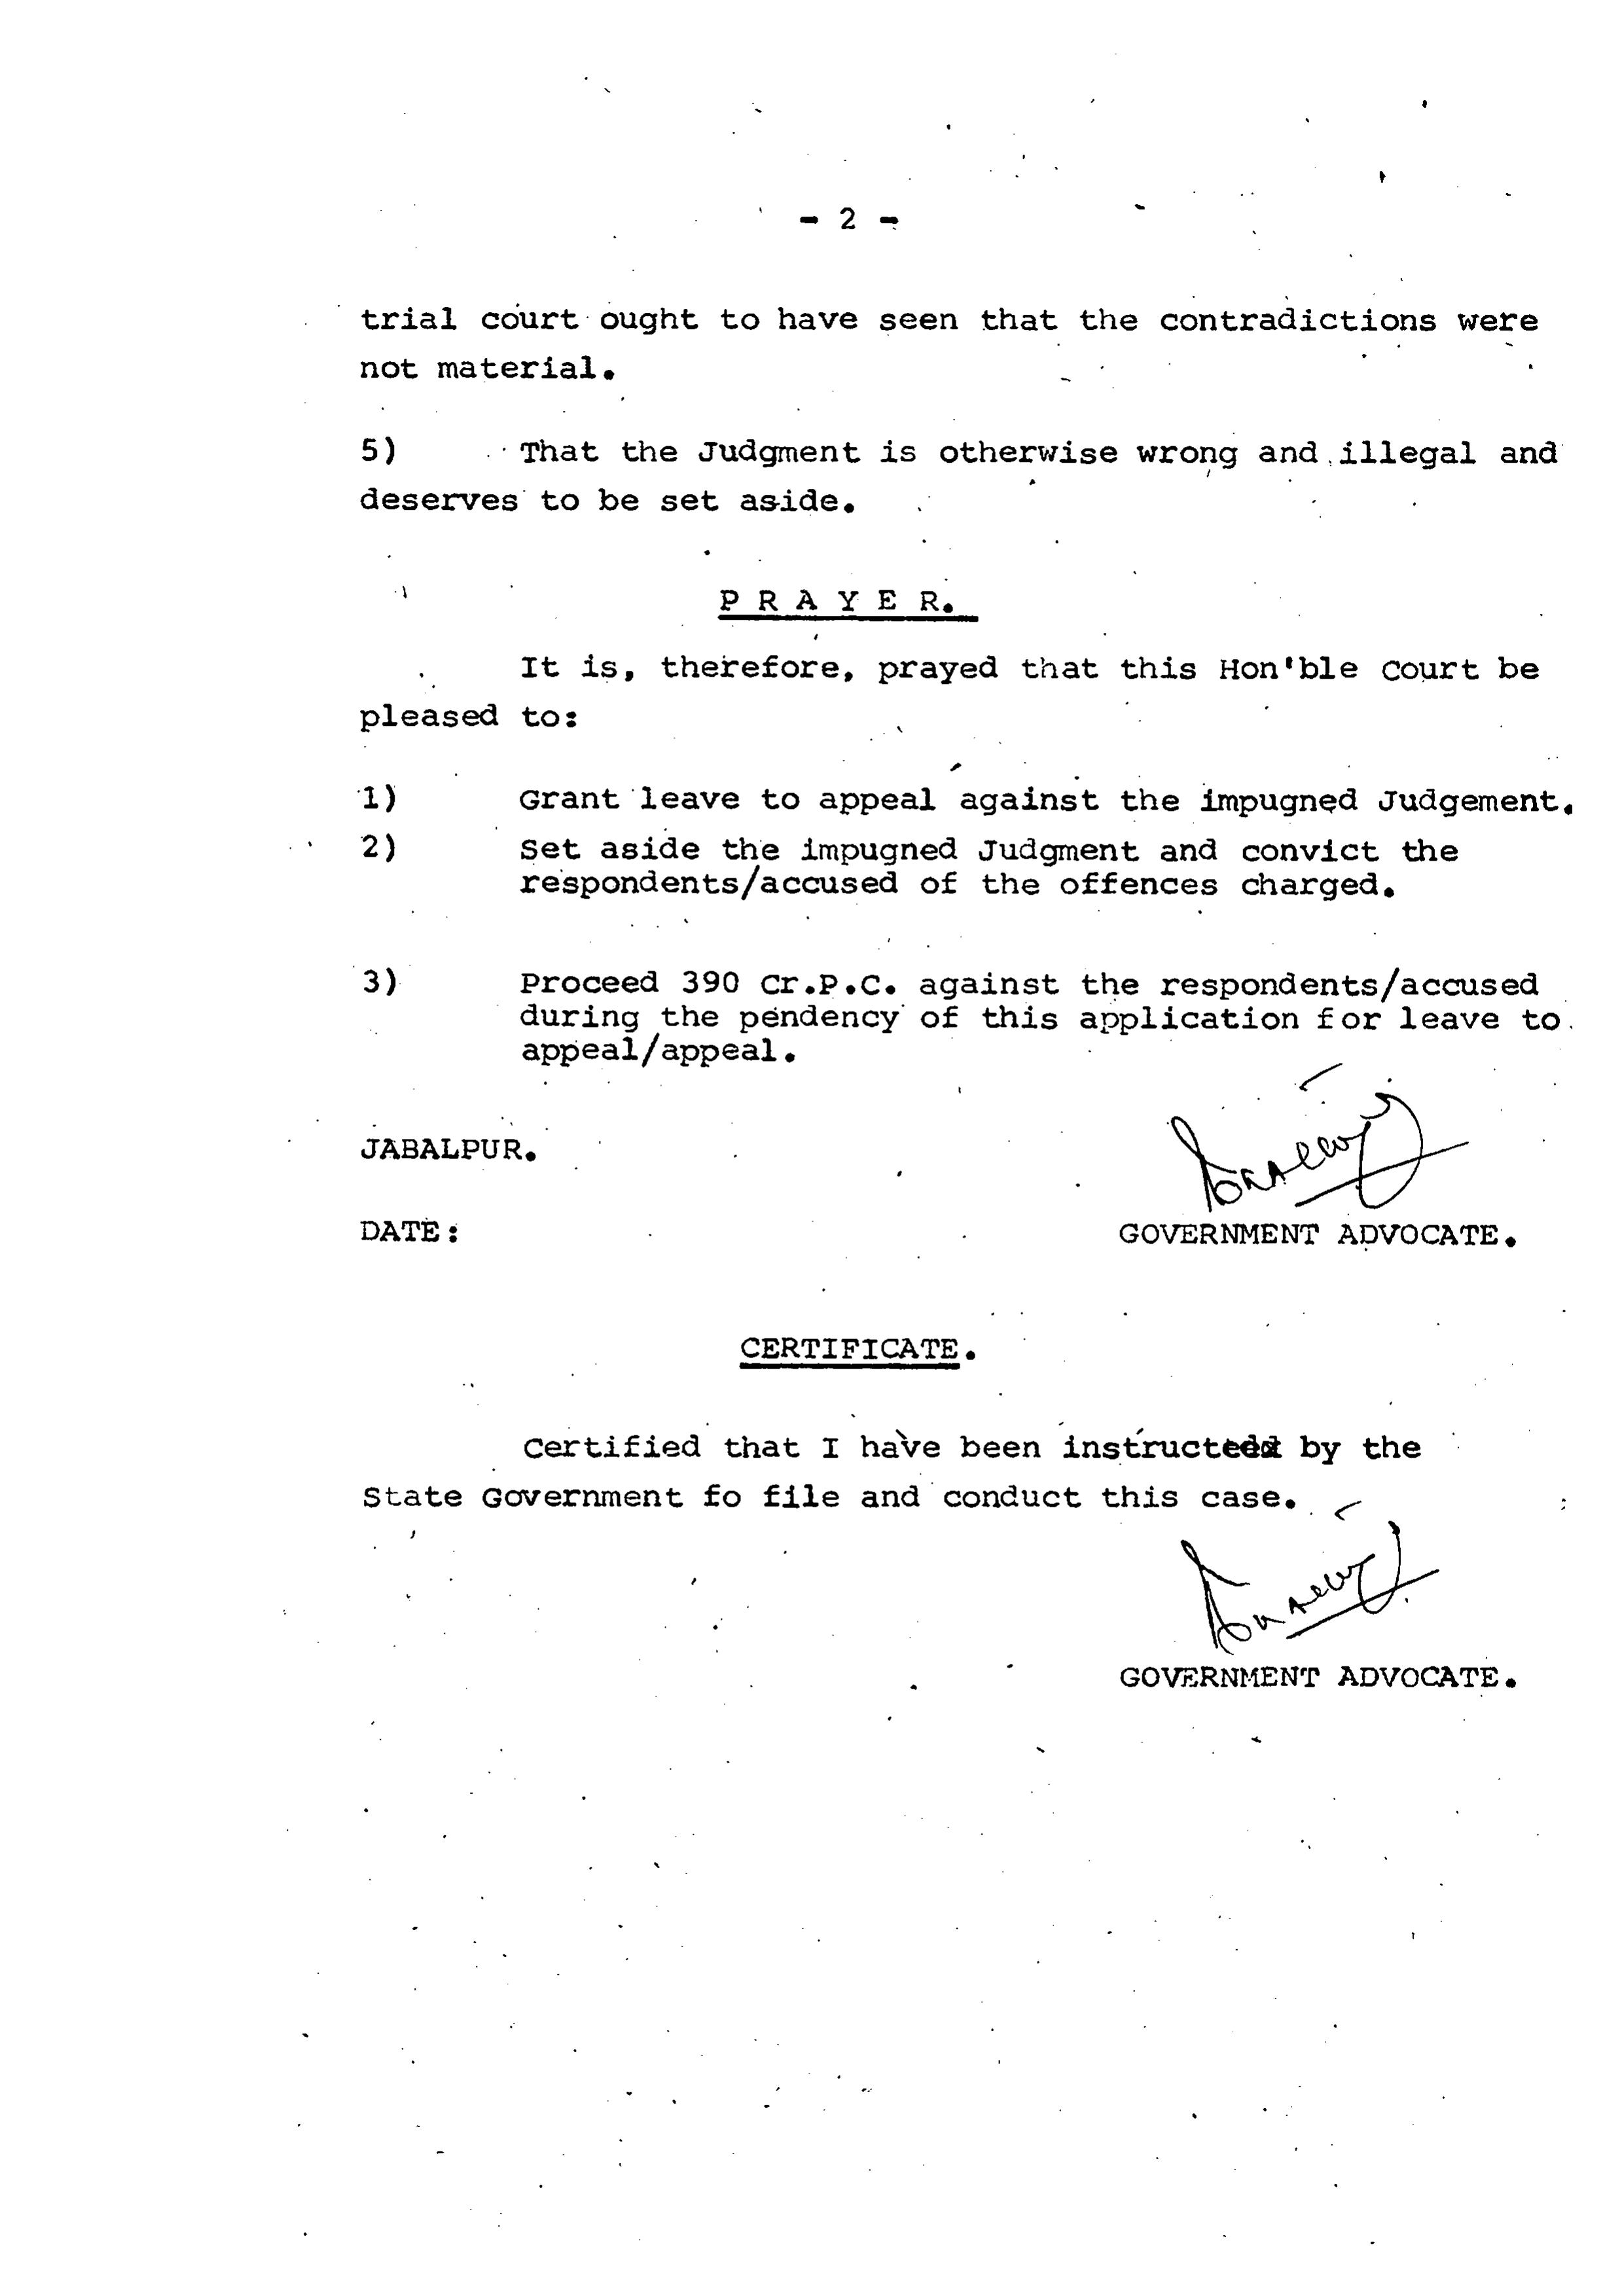 - 2 -
trial court ought to have seen that the contradictions were
not material.
5) That the Judgment is otherwise wrong and illegal and
deserves to be set aside.
P R A Y E R.
It is, therefore, prayed that this Hon'ble Court be
pleased to:
1) Grant leave to appeal against the impugned Judgement.
2) Set aside the impugned Judgment and convict the
respondents/accused of the offences charged.
3) Proceed 390 Cr.P.C. against the respondents/accused
during the pendency of this application for leave to
appeal/appeal.
JABALPUR.
DATE:
GOVERNMENT ADVOCATE.
CERTIFICATE.
Certified that I have been instructed by the
State Government fo file and conduct this case.
GOVERNMENT ADVOCATE.